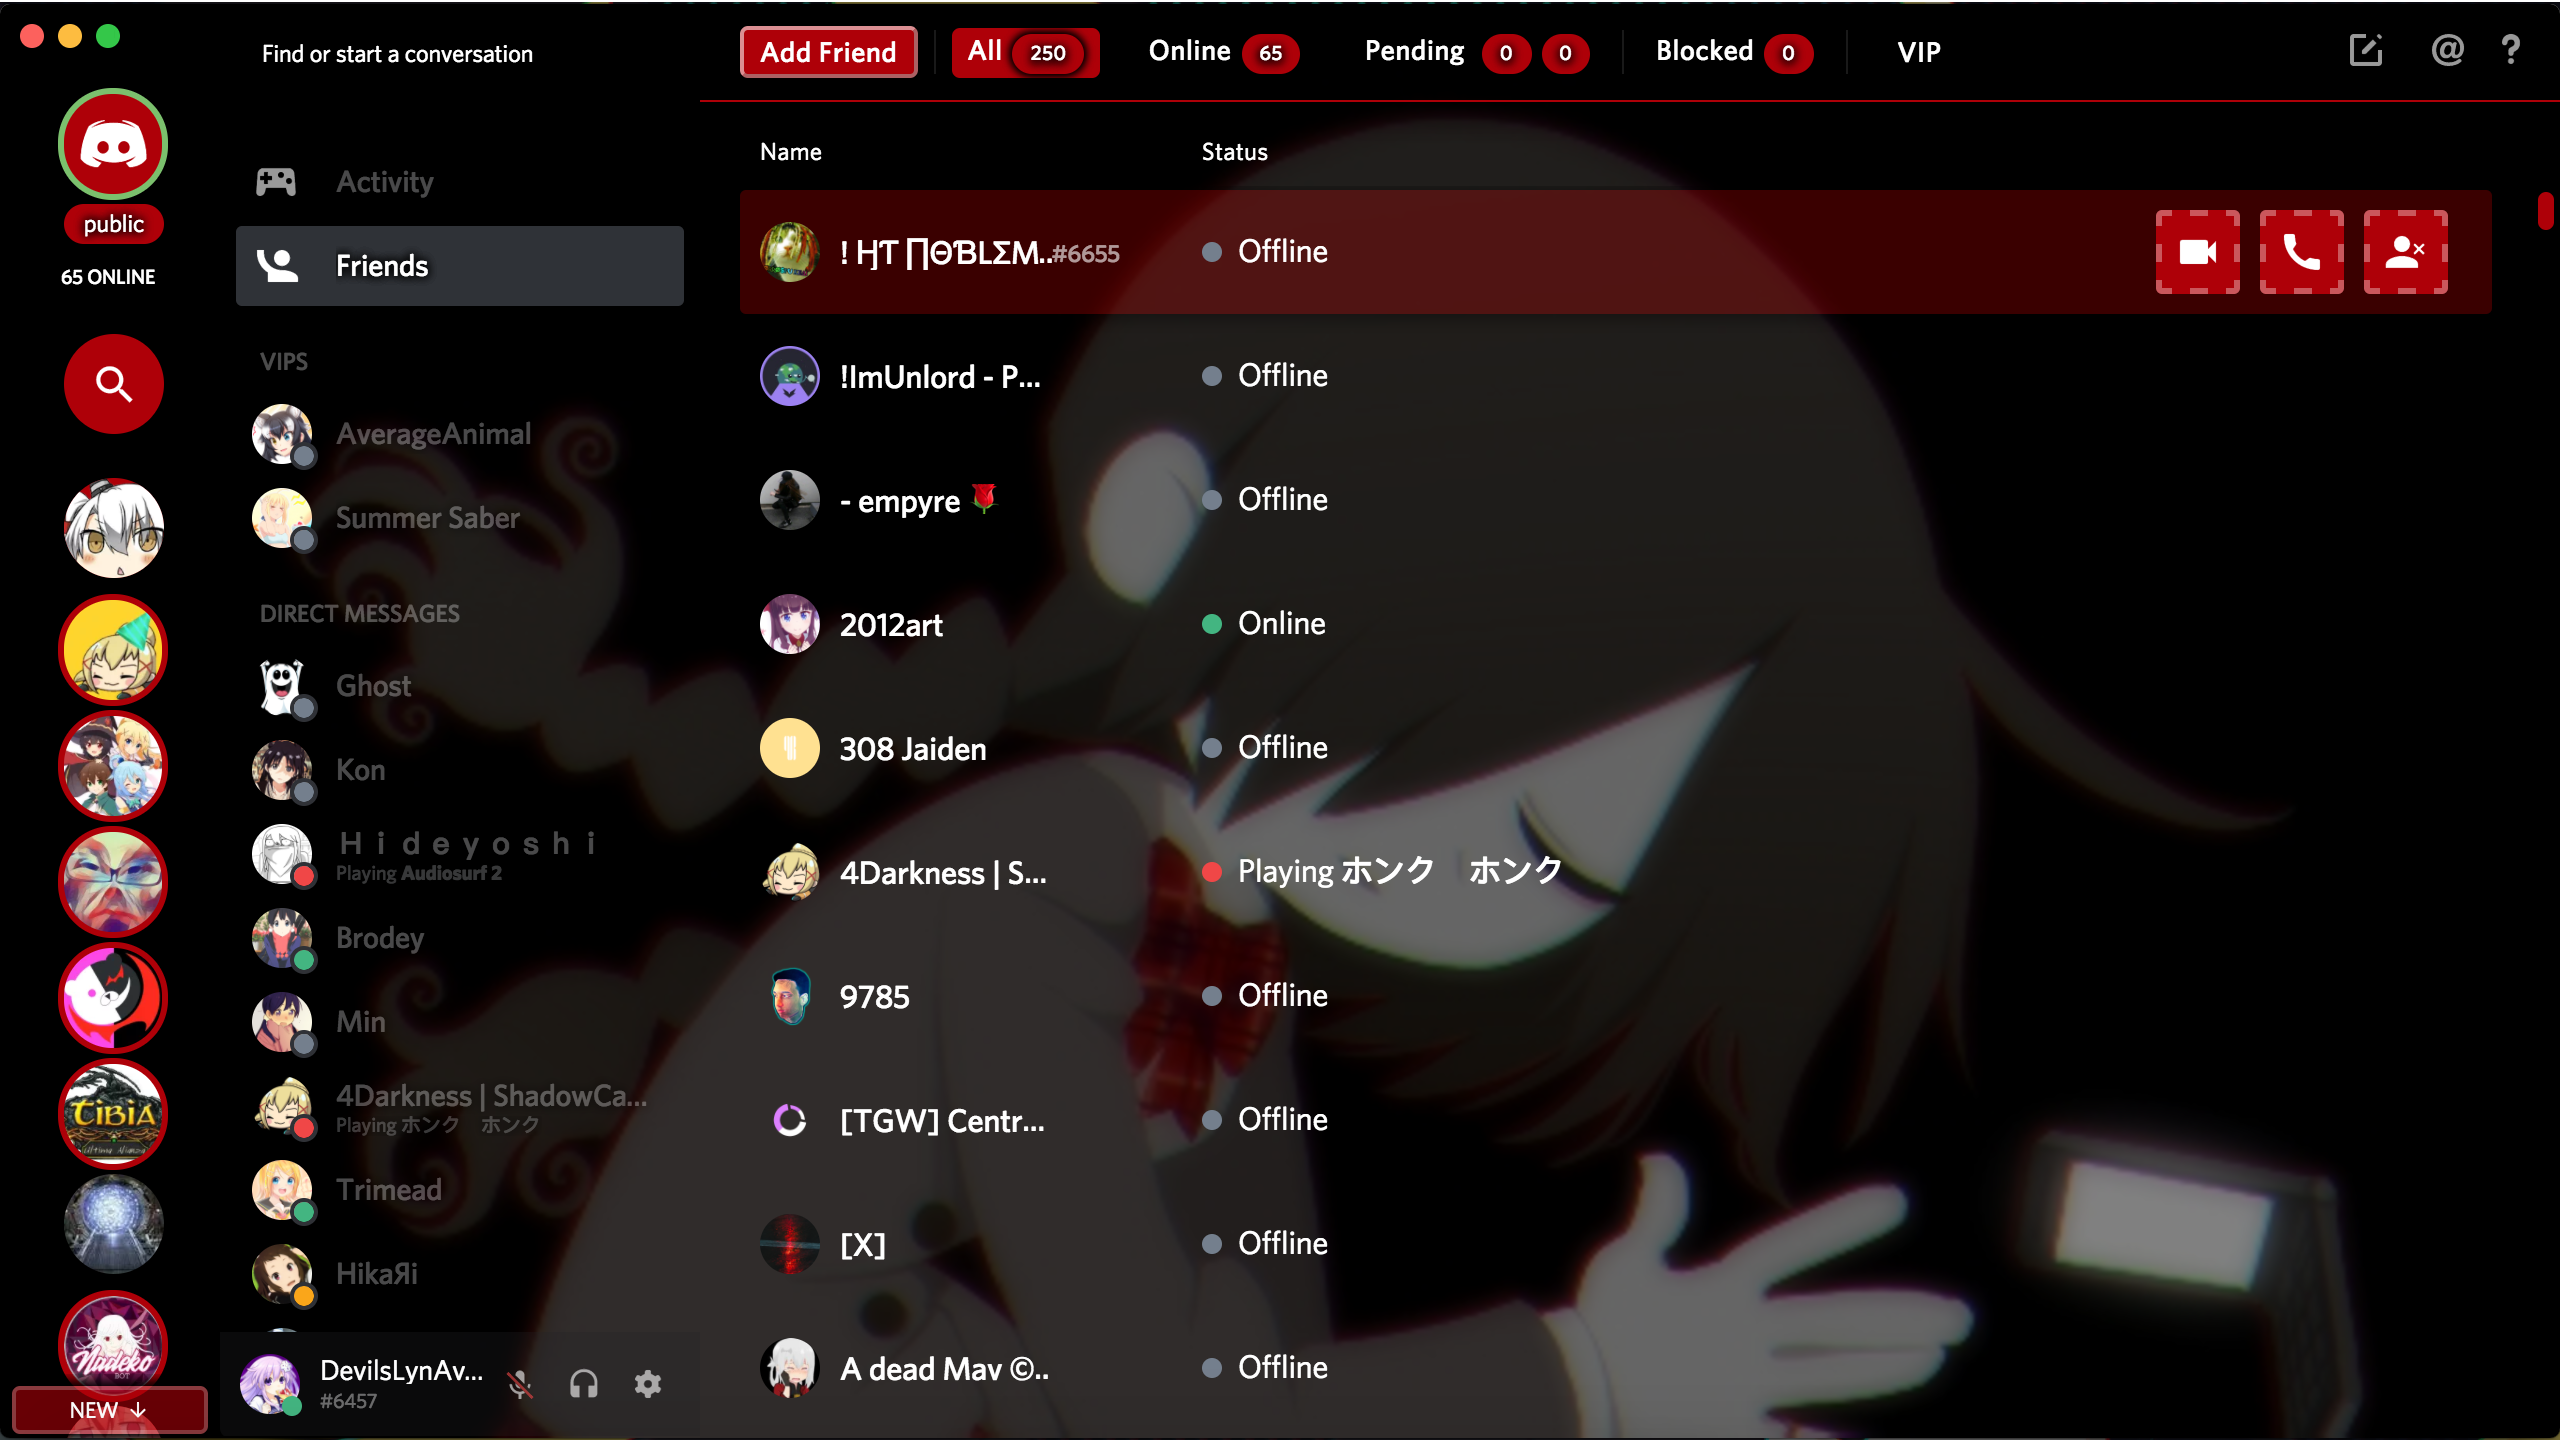 Find or start a conversation
Add Friend
All 250
Online 65
Pending 0 0
Blocked 0
VIP
@ ?
public
65 ONLINE
Activity
Friends
VIPS
AverageAnimal
Summer Saber
DIRECT MESSAGES
Ghost
Kon
Ｈｉｄｅｙｏｓｈｉ
Playing Audiosurf 2
Brodey
Min
4Darkness | ShadowCa...
Playing ホンク　ホンク
Trimead
HikaЯi
TIBIA
Nadeko
BOT
NEW ↓
DevilsLynAv...
#6457
Name Status
#6655 Offline
!ImUnlord - P... Offline
- empyre 🌹 Offline
2012art Online
308 Jaiden Offline
4Darkness | S... Playing ホンク　ホンク
9785 Offline
[TGW] Centr... Offline
[X] Offline
A dead Mav ©.. Offline